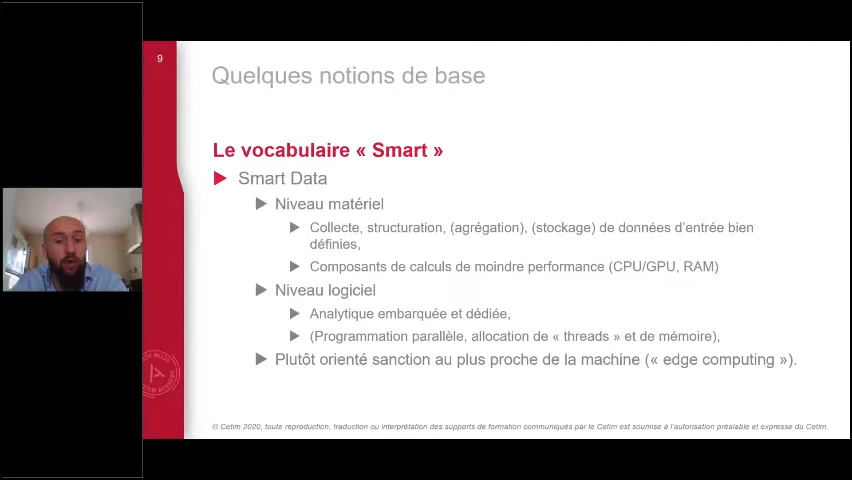 9
Quelques notions de base
Le vocabulaire « Smart »
Smart Data
Niveau matériel
Collecte, structuration, (agrégation), (stockage) de données d'entrée bien
définies,
Composants de calculs de moindre performance (CPU/GPU, RAM)
Niveau logiciel
Analytique embarquée et dédiée,
(Programmation parallèle, allocation de « threads » et de mémoire),
Plutôt orienté sanction au plus proche de la machine (« edge computing »).
© Cetim 2020, toute reproduction, traduction ou interprétation des supports de formation communiqués par le Cetim est soumise à l'autorisation préalable et expresse du Cetim.